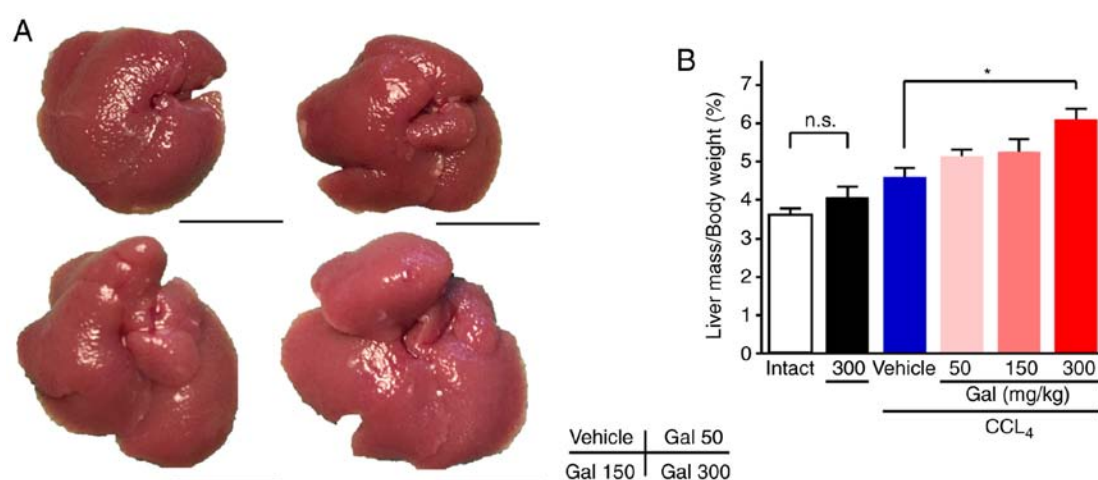 A
Vehicle Gal 50
Gal 150 Gal 300
B
Liver mass/Body weight (%)
7
6
5
4
3
2
1
0
n.s.
*
Intact 300 Vehicle 50 150 300
Gal (mg/kg)
CCL4